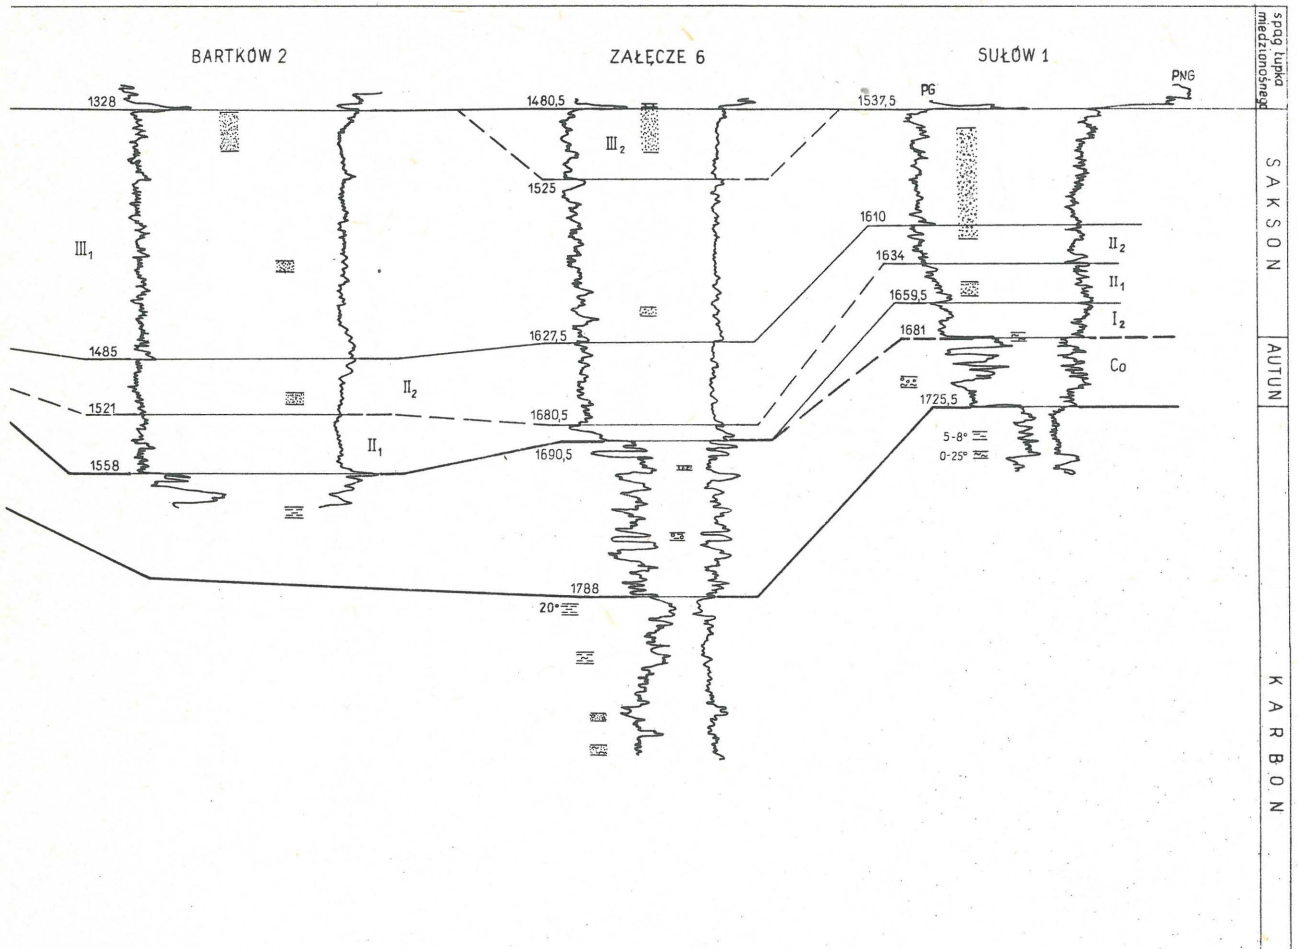 BARTKÓW 2
ZAŁĘCZE 6
SUŁÓW 1
spąg łupka
miedzionośnego
PNG
PG
1328
1480,5
1537,5
III₂
1525
SAKSON
III₁
1610
II₂
1634
II₁
1659,5
I₂
1627,5
1681
1485
AUTUN
Co
II₂
1521
1680,5
1725,5
II₁
1690,5
5-8°
0-25°
1558
1788
20°
KARBON